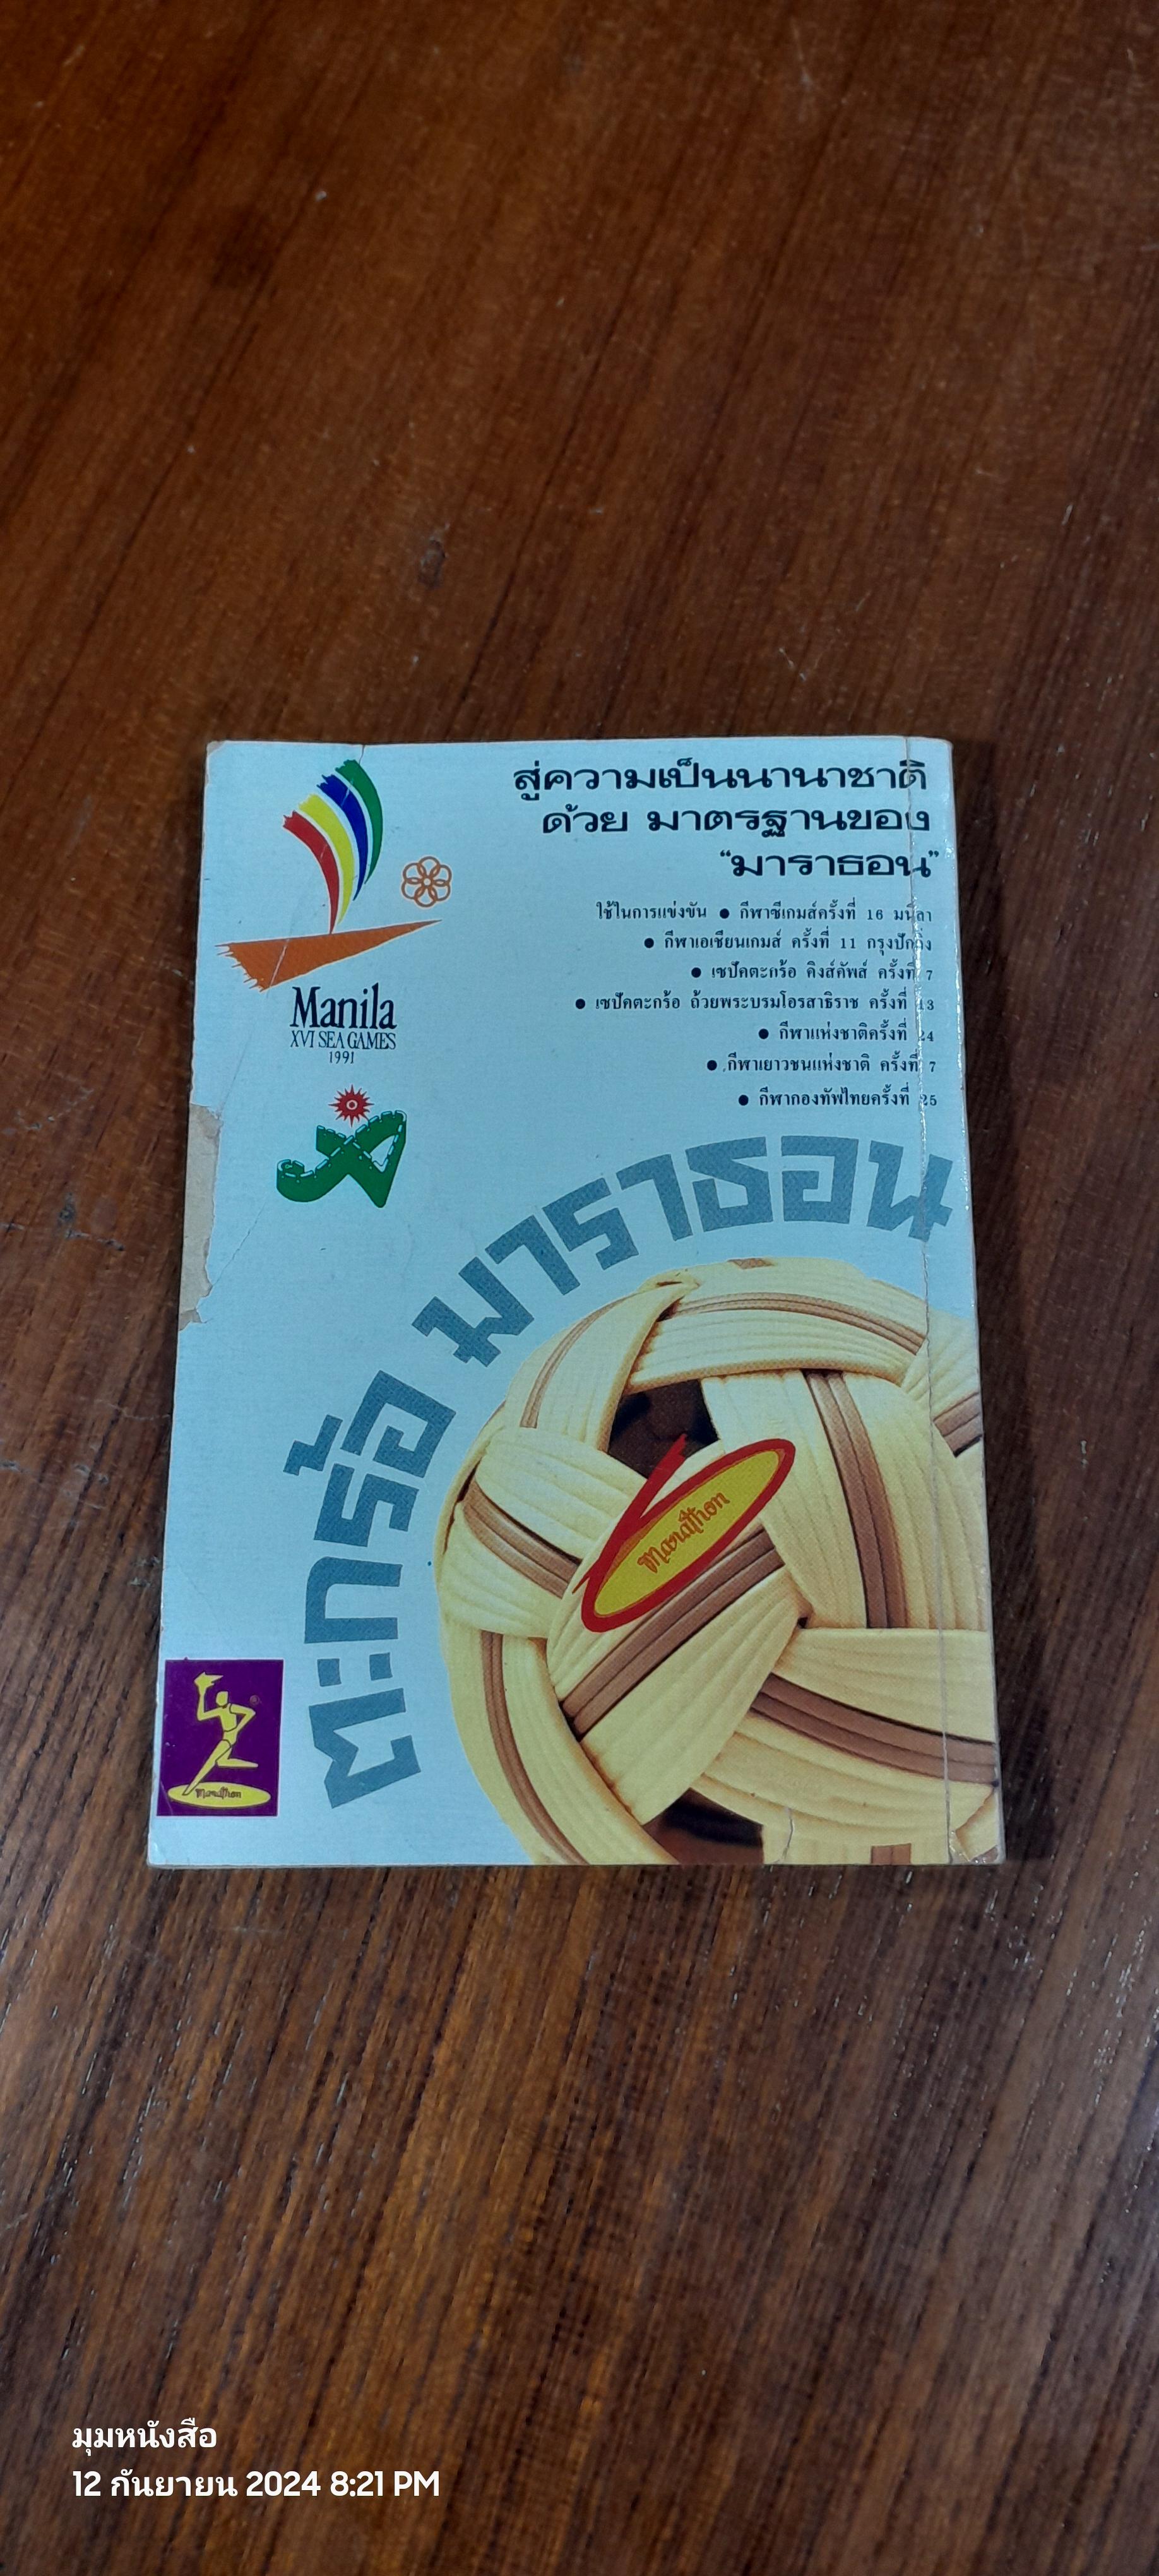 สู่ความเป็นนานาชาติ
ด้วย มาตรฐานของ
“มาราธอน”
ใช้ในการแข่งขัน ● กีฬาซีเกมส์ครั้งที่ 16 มนิลา
● กีฬาเอเชียนเกมส์ ครั้งที่ 11 กรุงปักกิ่ง
● เซปัคตะกร้อ คิงส์คัพส์ ครั้งที่ 7
● เซปัคตะกร้อ ถ้วยพระบรมโอรสาธิราช ครั้งที่ 13
● กีฬาแห่งชาติครั้งที่ 24
● กีฬาเยาวชนแห่งชาติ ครั้งที่ 7
● กีฬากองทัพไทยครั้งที่ 25
Manila
XVI SEA GAMES
1991
ตะกร้อ มาราธอน
Marathon
Marathon
มุมหนังสือ
12 กันยายน 2024 8:21 PM